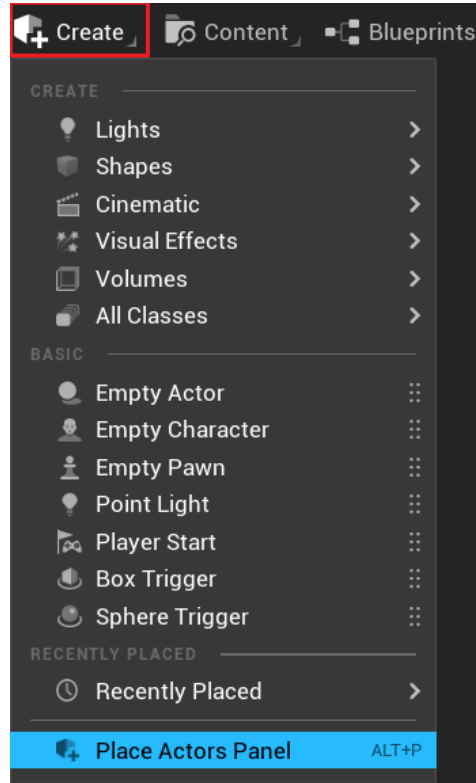 Create Content Blueprints
CREATE
Lights
Shapes
Cinematic
Visual Effects
Volumes
All Classes
BASIC
Empty Actor
Empty Character
Empty Pawn
Point Light
Player Start
Box Trigger
Sphere Trigger
RECENTLY PLACED
Recently Placed
Place Actors Panel ALT+P